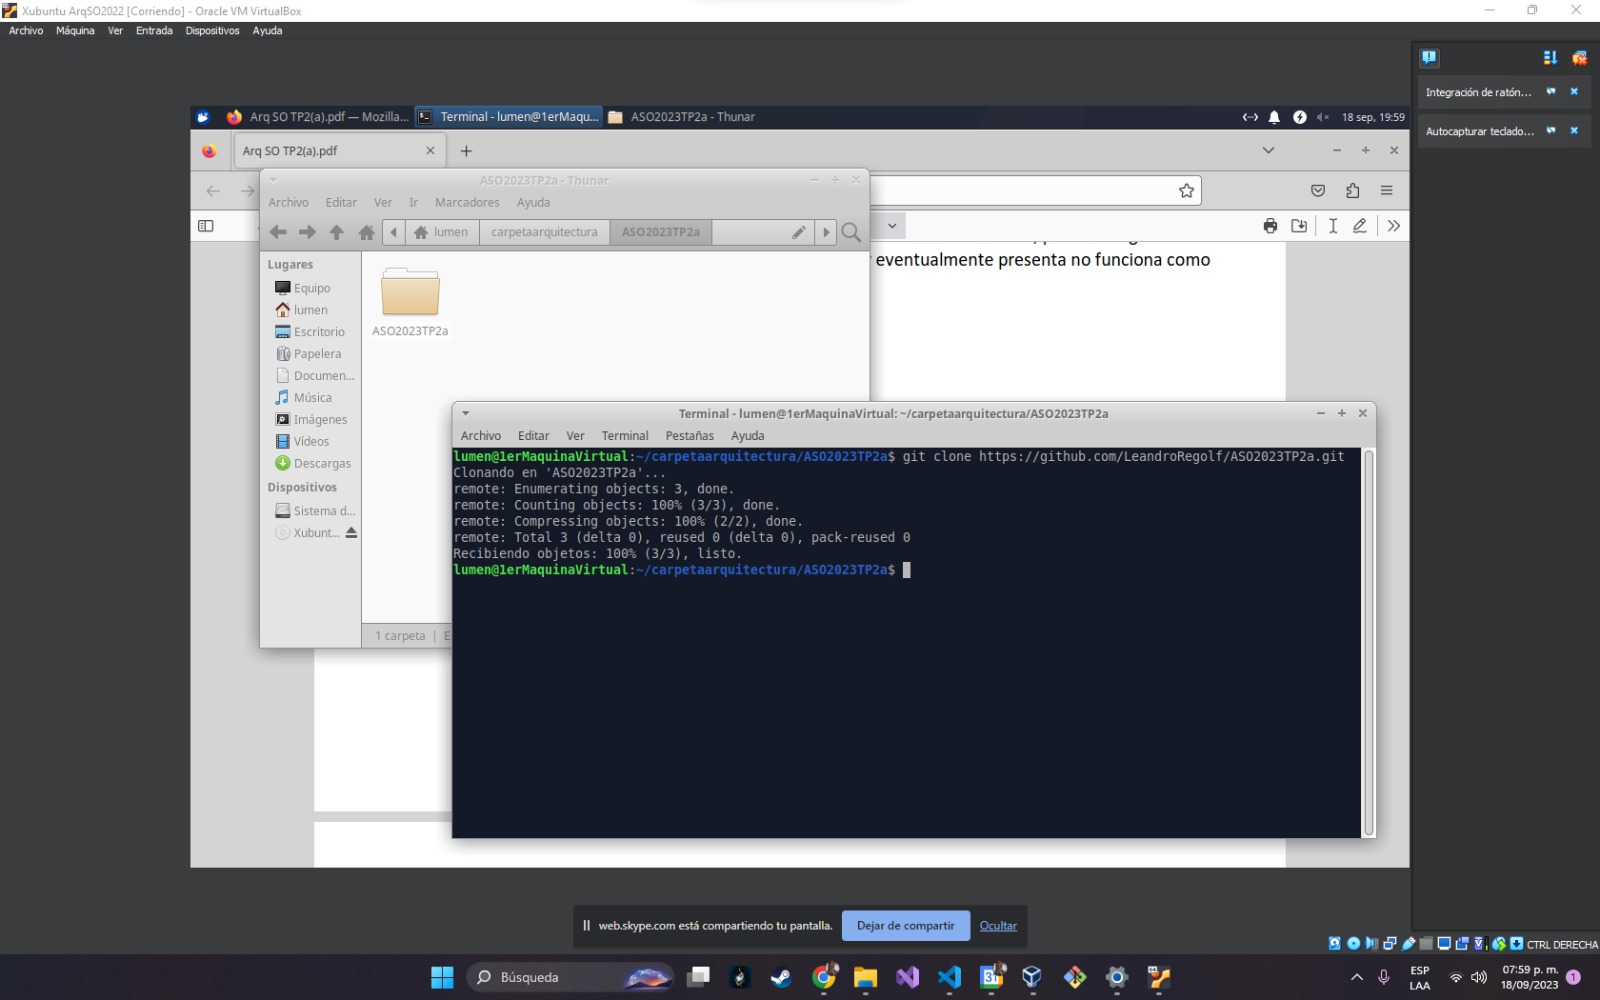 Xubuntu ArqSO2022 [Corriendo] - Oracle VM VirtualBox
Archivo Máquina Ver Entrada Dispositivos Ayuda
Integración de ratón...
Autocapturar teclado...
Arq SO TP2(a).pdf — Mozilla...
Terminal - lumen@1erMaqu...
ASO2023TP2a - Thunar
18 sep, 19:59
Arq SO TP2(a).pdf
ASO2023TP2a - Thunar
Archivo Editar Ver Ir Marcadores Ayuda
lumen carpetaarquitectura ASO2023TP2a
eventualmente presenta no funciona como
Lugares
Equipo
lumen
Escritorio
Papelera
Documen...
Música
Imágenes
Vídeos
Descargas
Dispositivos
Sistema d...
Xubunt...
ASO2023TP2a
1 carpeta | E
Terminal - lumen@1erMaquinaVirtual: ~/carpetaarquitectura/ASO2023TP2a
Archivo Editar Ver Terminal Pestañas Ayuda
lumen@1erMaquinaVirtual:~/carpetaarquitectura/ASO2023TP2a$ git clone https://github.com/LeandroRegolf/ASO2023TP2a.git
Clonando en 'ASO2023TP2a'...
remote: Enumerating objects: 3, done.
remote: Counting objects: 100% (3/3), done.
remote: Compressing objects: 100% (2/2), done.
remote: Total 3 (delta 0), reused 0 (delta 0), pack-reused 0
Recibiendo objetos: 100% (3/3), listo.
lumen@1erMaquinaVirtual:~/carpetaarquitectura/ASO2023TP2a$
web.skype.com está compartiendo tu pantalla. Dejar de compartir Ocultar
CTRL DERECHA
Búsqueda
ESP
LAA
07:59 p. m.
18/09/2023
1